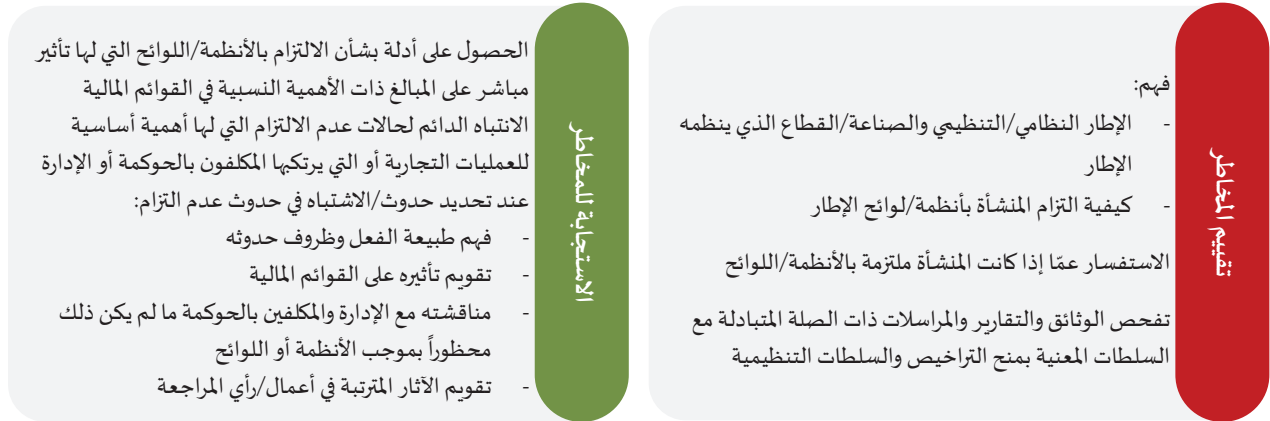 تقييم المخاطر
فهم:
- الإطار النظامي/التنظيمي والصناعة/القطاع الذي ينظمه
الإطار
- كيفية التزام المنشأة بأنظمة/لوائح الإطار
الاستفسار عمّا إذا كانت المنشأة ملتزمة بالأنظمة/اللوائح
تفحص الوثائق والتقارير والمراسلات ذات الصلة المتبادلة مع
السلطات المعنية بمنح التراخيص والسلطات التنظيمية
الاستجابة للمخاطر
الحصول على أدلة بشأن الالتزام بالأنظمة/اللوائح التي لها تأثير
مباشر على المبالغ ذات الأهمية النسبية في القوائم المالية
الانتباه الدائم لحالات عدم الالتزام التي لها أهمية أساسية
للعمليات التجارية أو التي يرتكبها المكلفون بالحوكمة أو الإدارة
عند تحديد حدوث/الاشتباه في حدوث عدم التزام:
- فهم طبيعة الفعل وظروف حدوثه
- تقويم تأثيره على القوائم المالية
- مناقشته مع الإدارة والمكلفين بالحوكمة ما لم يكن ذلك
محظوراً بموجب الأنظمة أو اللوائح
- تقويم الآثار المترتبة في أعمال/رأي المراجعة